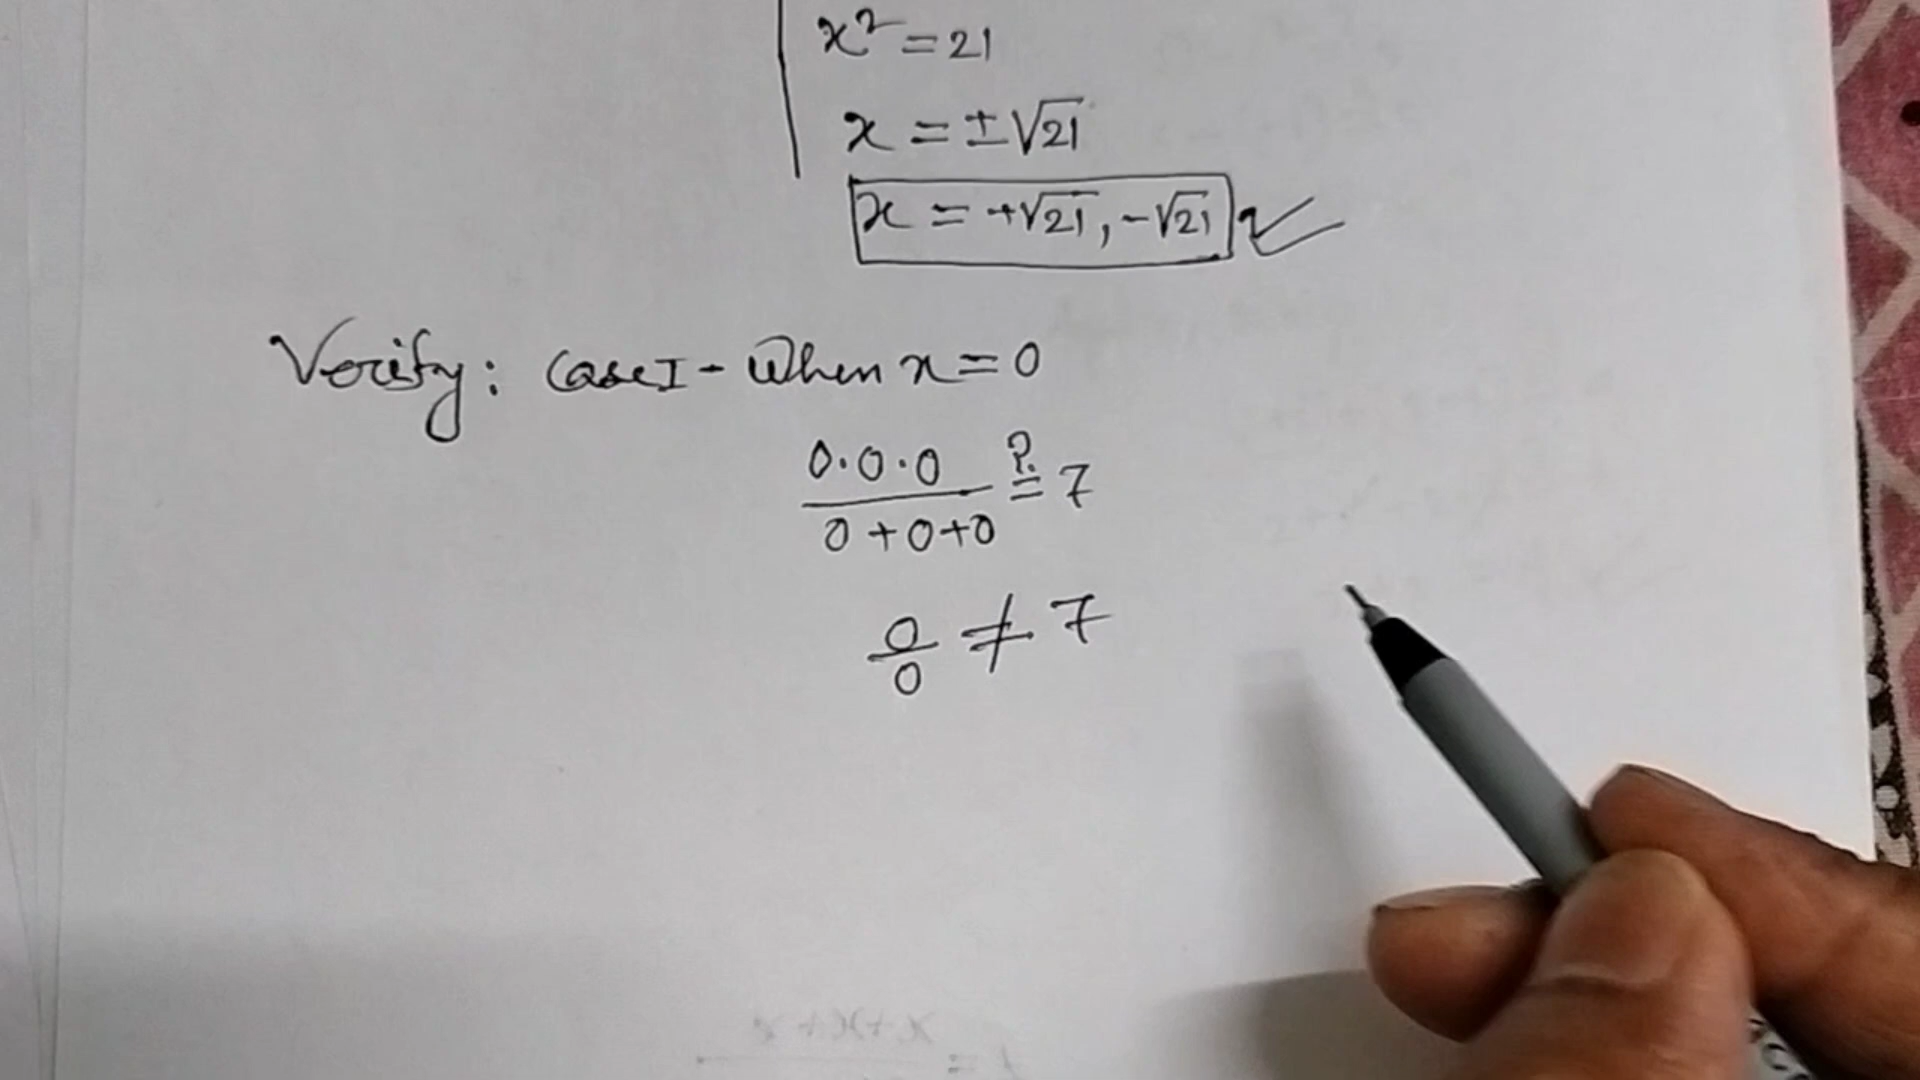 x² = 21
x = ±√21
x = +√21, -√21
Verify: Case I - When x = 0
0·0·0 / 0+0+0 ≟ 7
0/0 ≠ 7